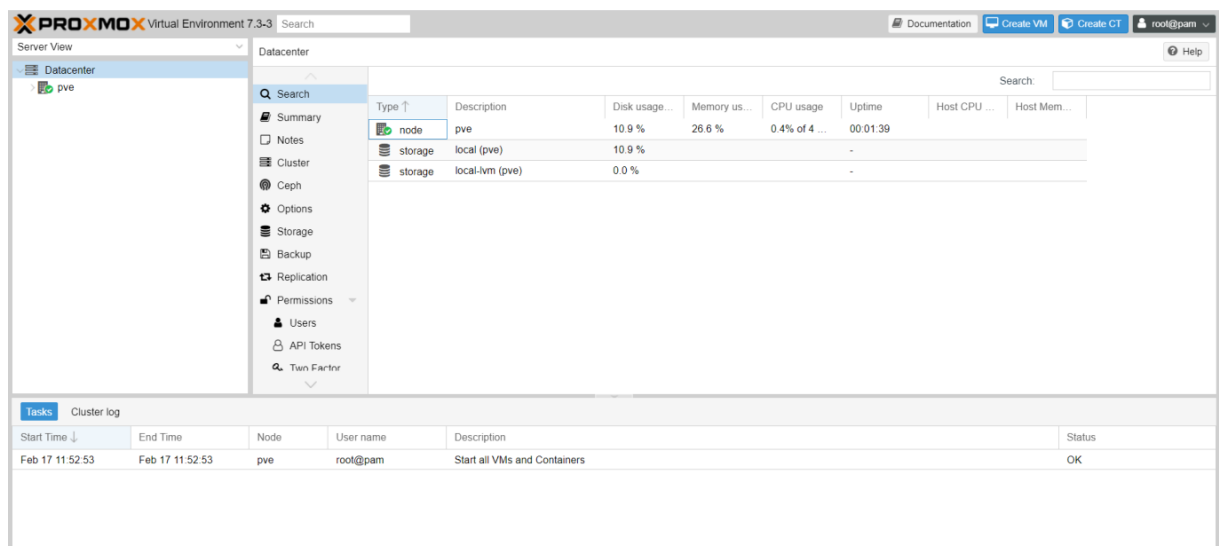 PROXMOX Virtual Environment 7.3-3 Search Documentation Create VM Create CT root@pam
Server View
Datacenter
pve
Datacenter Help
Search
Summary
Notes
Cluster
Ceph
Options
Storage
Backup
Replication
Permissions
Users
API Tokens
Two Factor
Search:
Type Description Disk usage... Memory us... CPU usage Uptime Host CPU ... Host Mem...
node pve 10.9 % 26.6 % 0.4% of 4 ... 00:01:39
storage local (pve) 10.9 % -
storage local-lvm (pve) 0.0 % -
Tasks Cluster log
Start Time End Time Node User name Description Status
Feb 17 11:52:53 Feb 17 11:52:53 pve root@pam Start all VMs and Containers OK